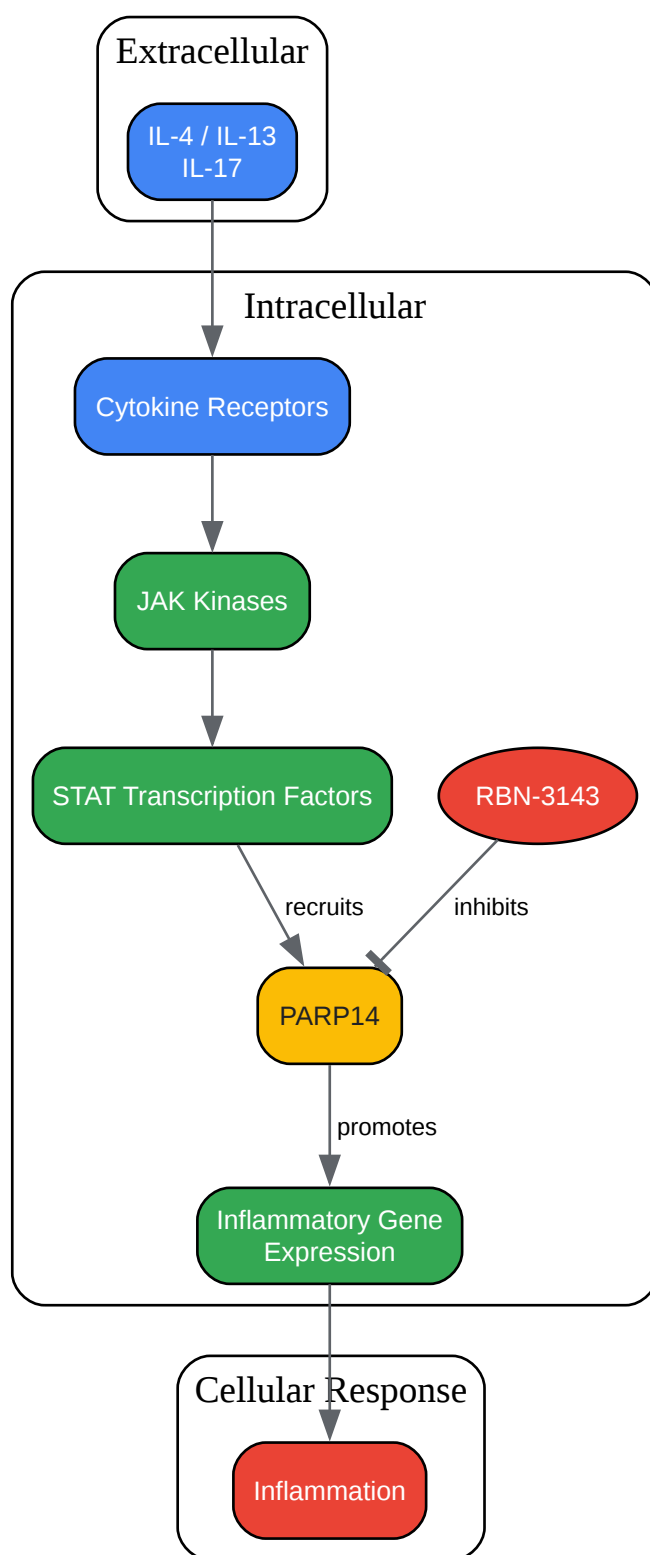 Extracellular
IL-4 / IL-13
IL-17
Intracellular
Cytokine Receptors
JAK Kinases
STAT Transcription Factors
RBN-3143
recruits
inhibits
PARP14
promotes
Inflammatory Gene
Expression
Cellular Response
Inflammation